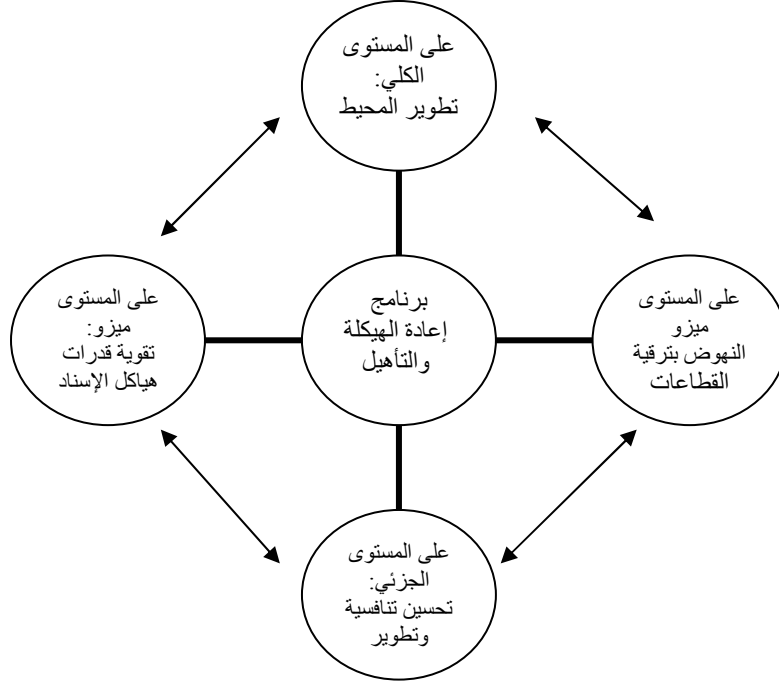 على المستوى
الكلي:
تطوير المحيط
على المستوى
ميزو
النهوض بترقية
القطاعات
برنامج
إعادة الهيكلة
والتأهيل
على المستوى
ميزو:
تقوية قدرات
هياكل الإسناد
على المستوى
الجزئي:
تحسين تنافسية
وتطوير